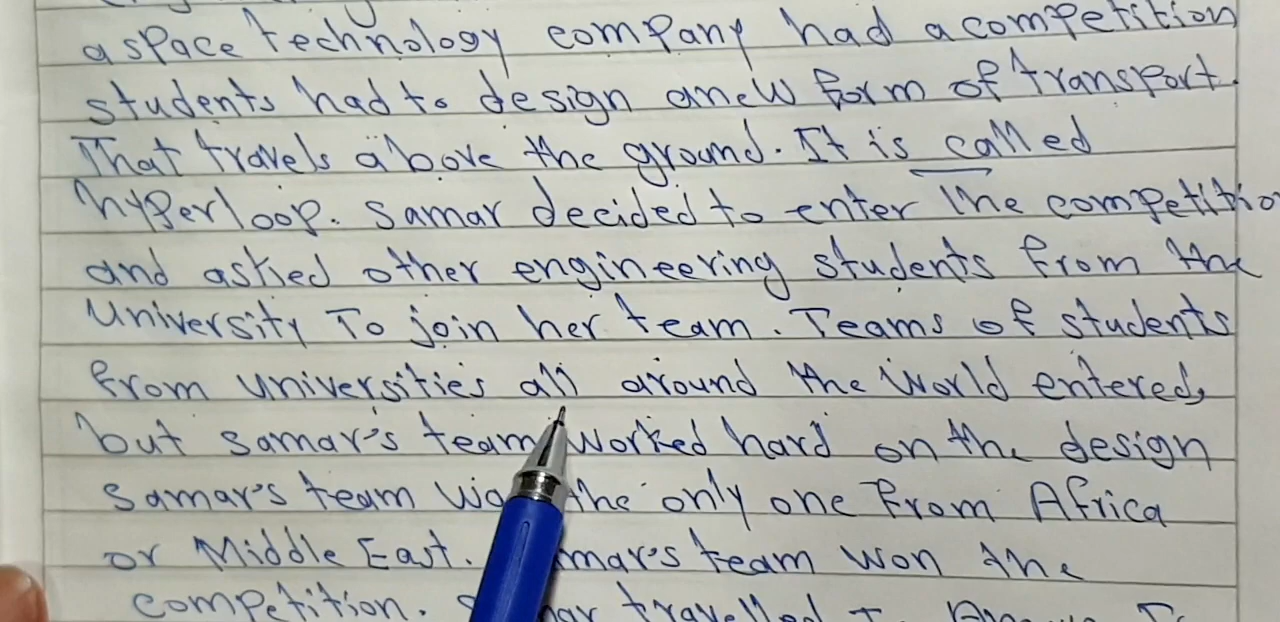 a space technology company had a competition
students had to design a new form of transport.
That travels above the ground. It is called
hyperloop. Samar decided to enter The competitio
and asked other engineering students from the
University To join her team. Teams of students
from universities all around the world entered,
but samar's team worked hard on the design
Samar's team the only one from Africa
or Middle East. team won the
competition. travelled